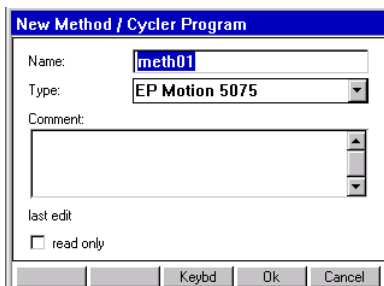 New Method / Cycler Program
Name: meth01
Type: EP Motion 5075
Comment:
last edit
read only
Keybd Ok Cancel